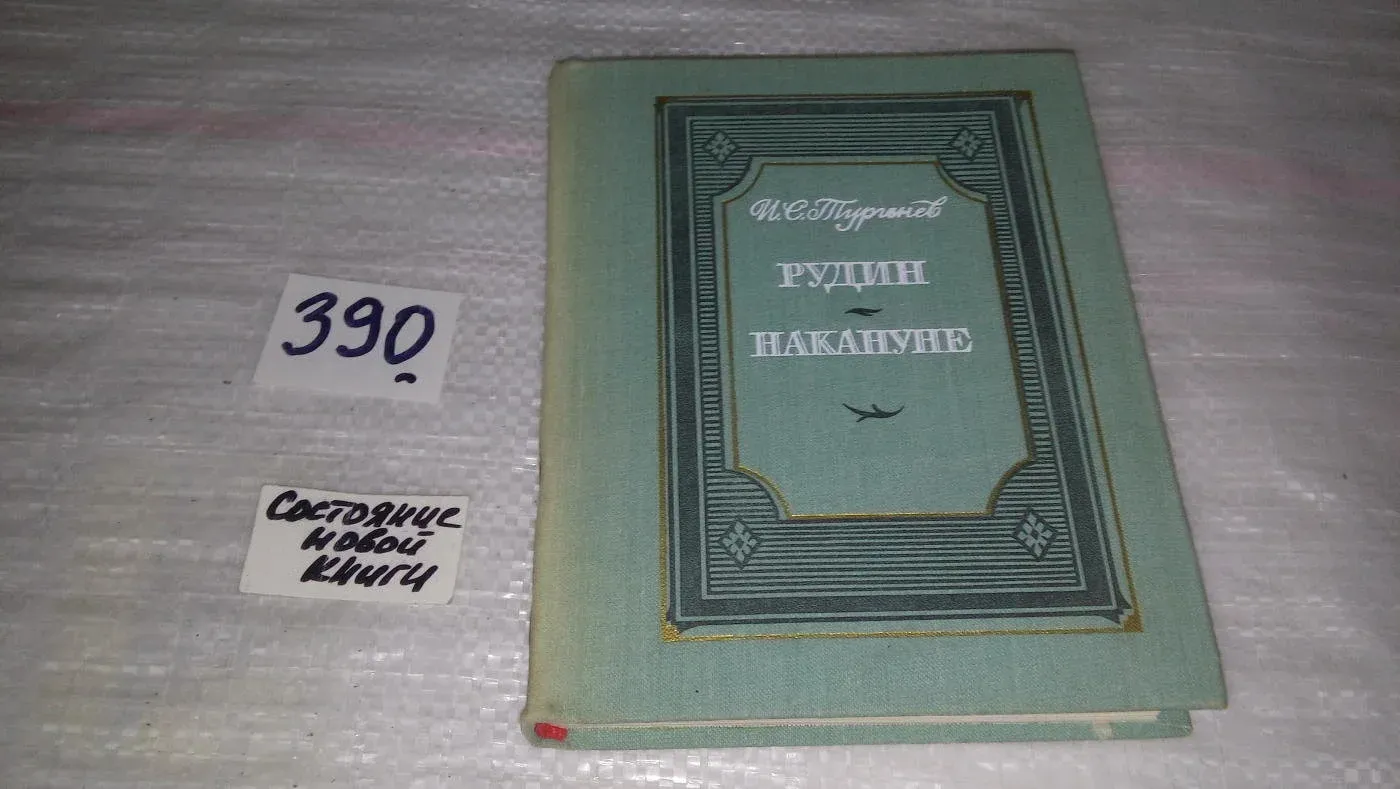 И.С.Тургенев
РУДИН
НАКАНУНЕ
390
Состояние
новой
книги